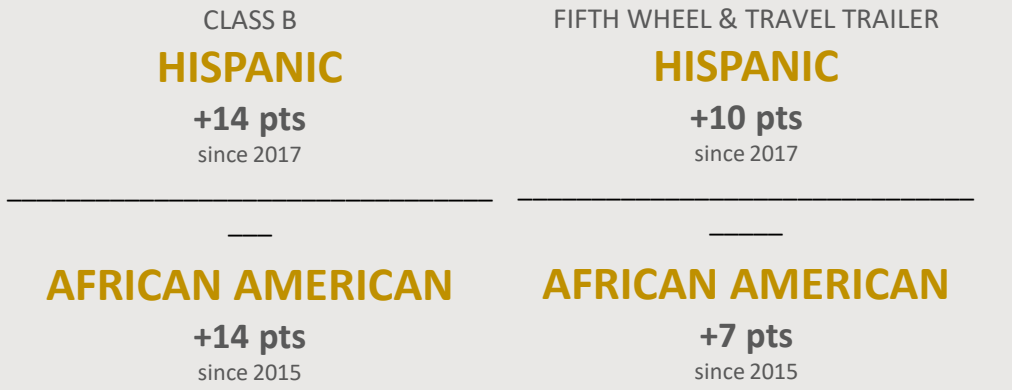 CLASS B
HISPANIC
+14 pts
since 2017
AFRICAN AMERICAN
+14 pts
since 2015
FIFTH WHEEL & TRAVEL TRAILER
HISPANIC
+10 pts
since 2017
AFRICAN AMERICAN
+7 pts
since 2015